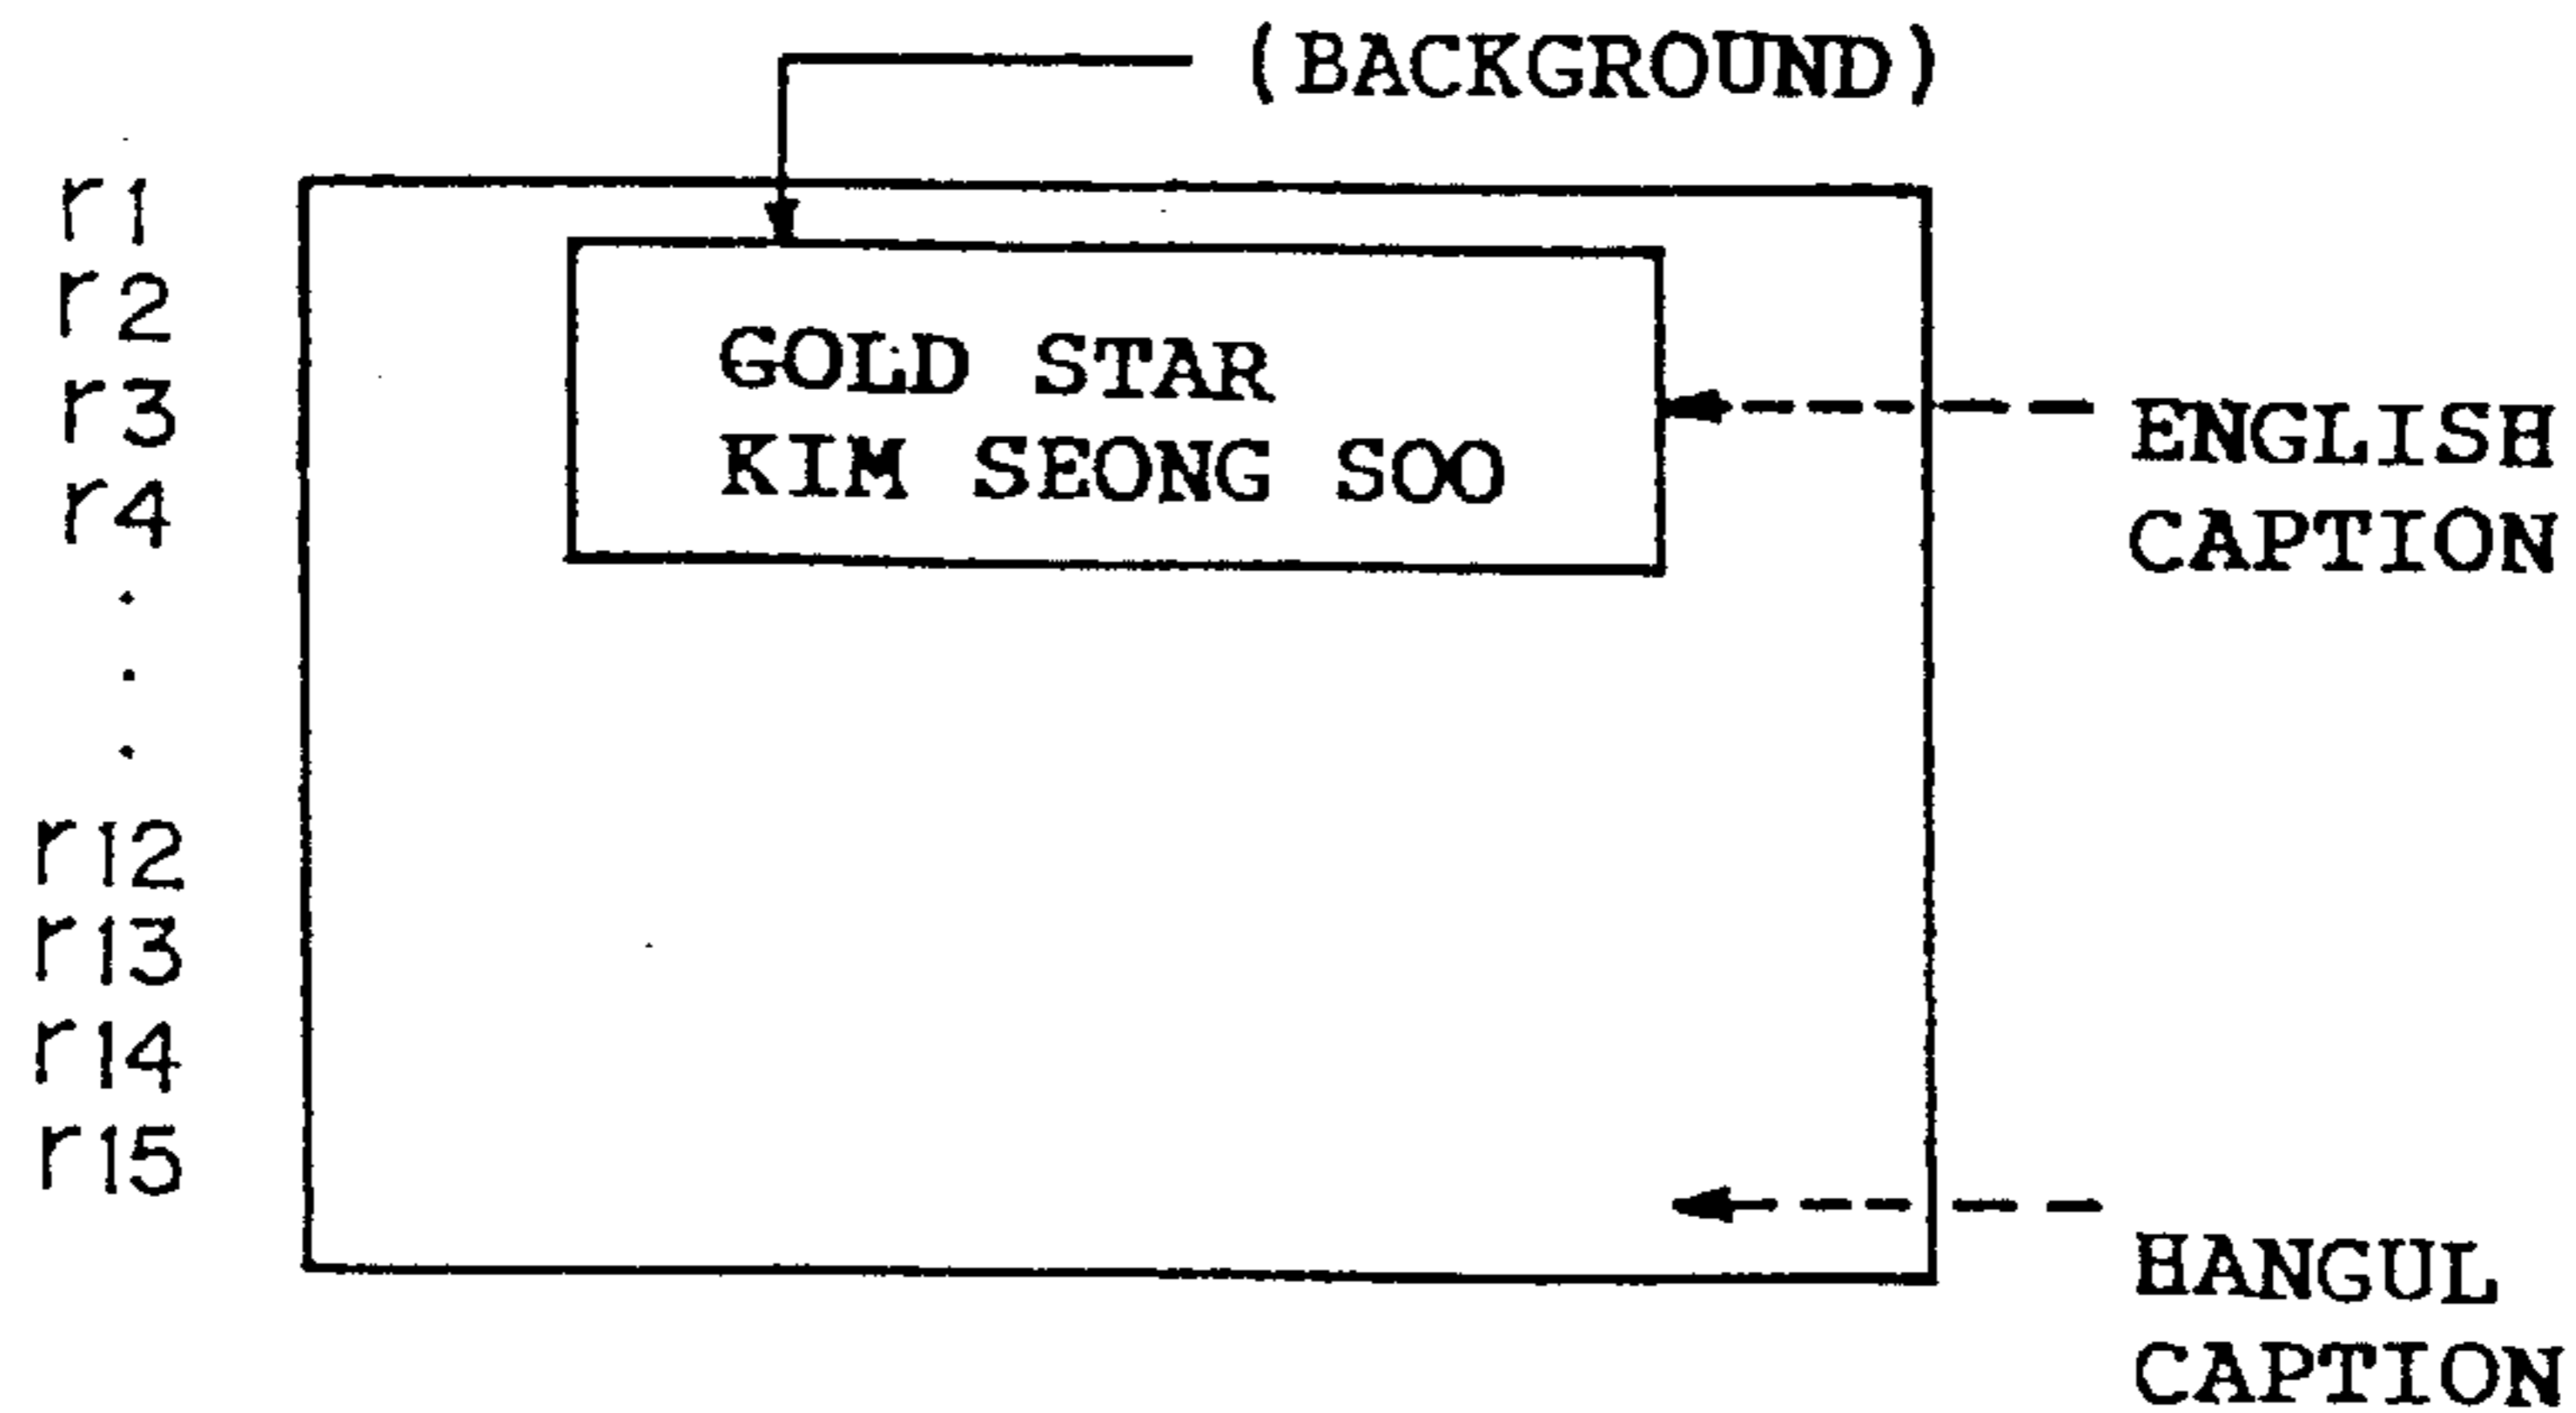 (BACKGROUND)
r1
r2
GOLD STAR
r3
ENGLISH
KIM SEONG SOO
r4
CAPTION
.
.
.
r12
r13
r14
r15
HANGUL
CAPTION